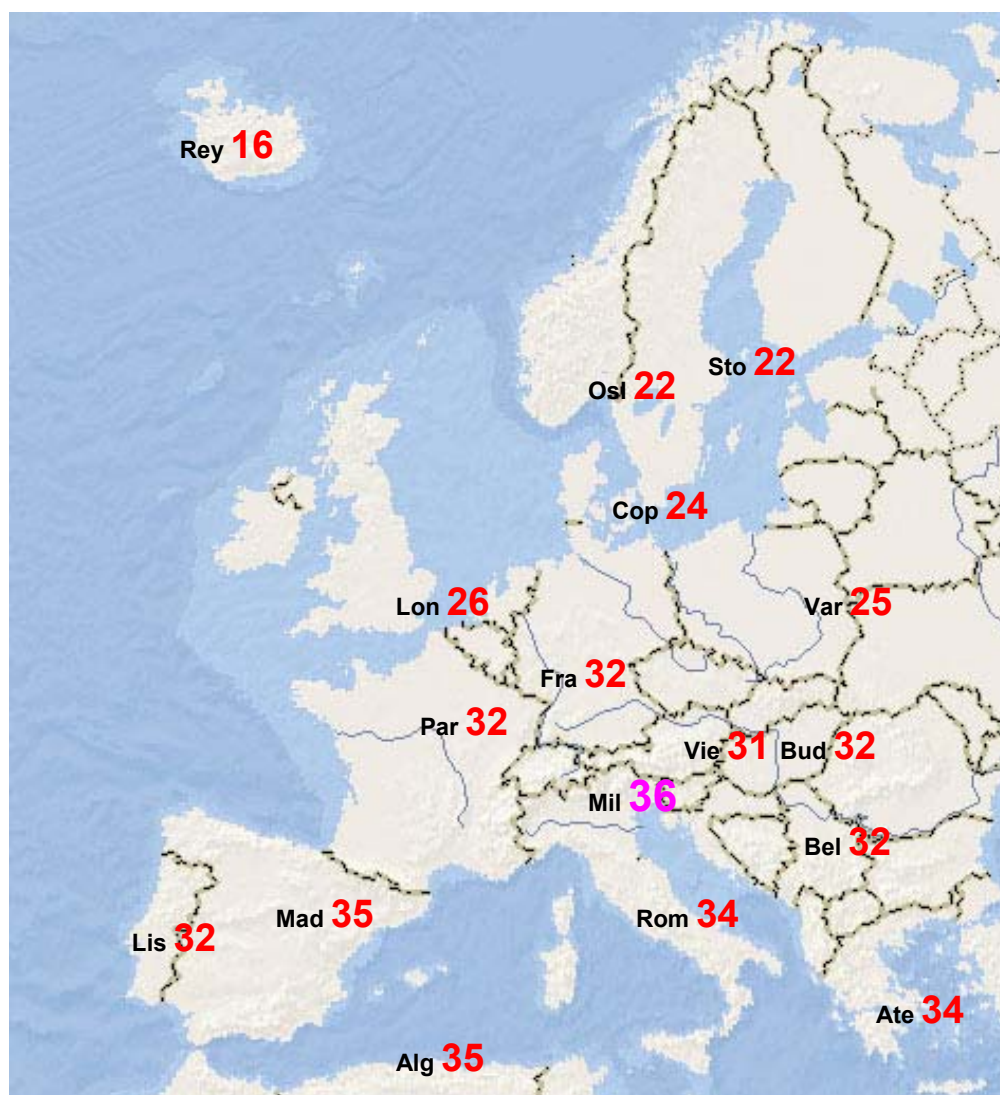 Rey 16
Sto 22
Osl 22
Cop 24
Lon 26
Var 25
Fra 32
Par 32
Vie 31
Bud 32
Mil 36
Bel 32
Mad 35
Rom 34
Lis 32
Ate 34
Alg 35